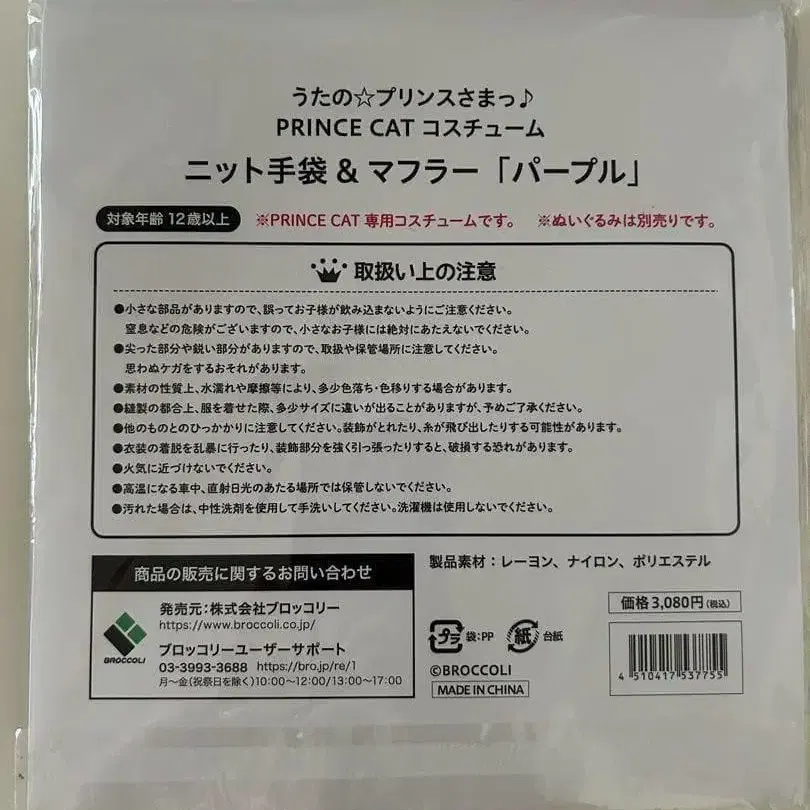 うたの☆プリンスさまっ♪
PRINCE CAT コスチューム
ニット手袋 & マフラー「パープル」
対象年齢 12歳以上 ※PRINCE CAT 専用コスチュームです。 ※ぬいぐるみは別売りです。
取扱い上の注意
●小さな部品がありますので、誤ってお子様が飲み込まないようにご注意ください。
窒息などの危険がございますので、小さなお子様には絶対にあたえないでください。
●尖った部分や鋭い部分がありますので、取扱や保管場所に注意してください。
思わぬケガをするおそれがあります。
●素材の性質上、水濡れや摩擦等により、多少色落ち・色移りする場合があります。
●縫製の都合上、服を着せた際、多少サイズに違いが出ることがありますが、予めご了承ください。
●他のものとのひっかかりに注意してください。装飾がとれたり、糸が飛び出したりする可能性があります。
●衣装の着脱を乱暴に行ったり、装飾部分を強く引っ張ったりすると、破損する恐れがあります。
●火気に近づけないでください。
●高温になる車中、直射日光のあたる場所では保管しないでください。
●汚れた場合は、中性洗剤を使用して手洗いしてください。洗濯機は使用しないでください。
商品の販売に関するお問い合わせ
BROCCOLI
発売元：株式会社ブロッコリー
https://www.broccoli.co.jp/
ブロッコリーユーザーサポート
03-3993-3688 https://bro.jp/re/1
月〜金(祝祭日を除く)10:00〜12:00/13:00〜17:00
製品素材：レーヨン、ナイロン、ポリエステル
価格3,080円(税込)
プラ 袋：PP 紙 台紙
©BROCCOLI
MADE IN CHINA
4 510417 537755